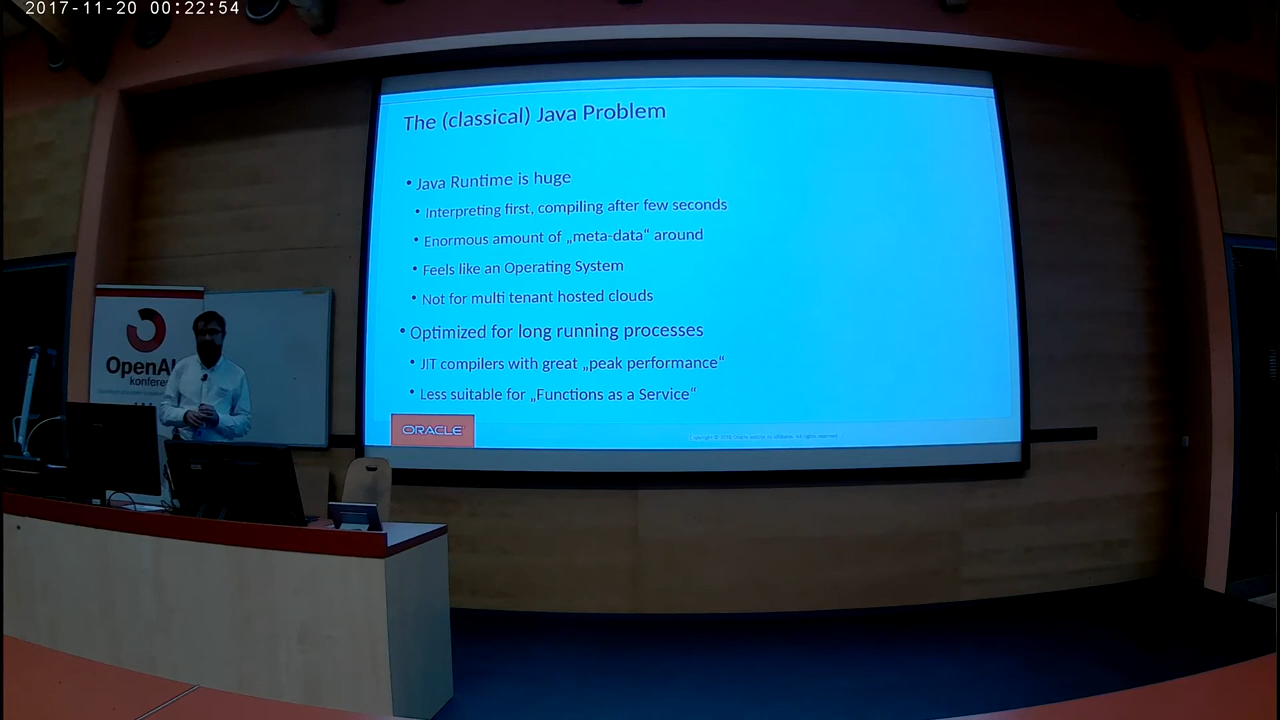 2017-11-20 00:22:54
The (classical) Java Problem
• Java Runtime is huge
• Interpreting first, compiling after few seconds
• Enormous amount of „meta-data“ around
• Feels like an Operating System
• Not for multi tenant hosted clouds
• Optimized for long running processes
• JIT compilers with great „peak performance“
• Less suitable for „Functions as a Service“
ORACLE
OpenAl
konferen